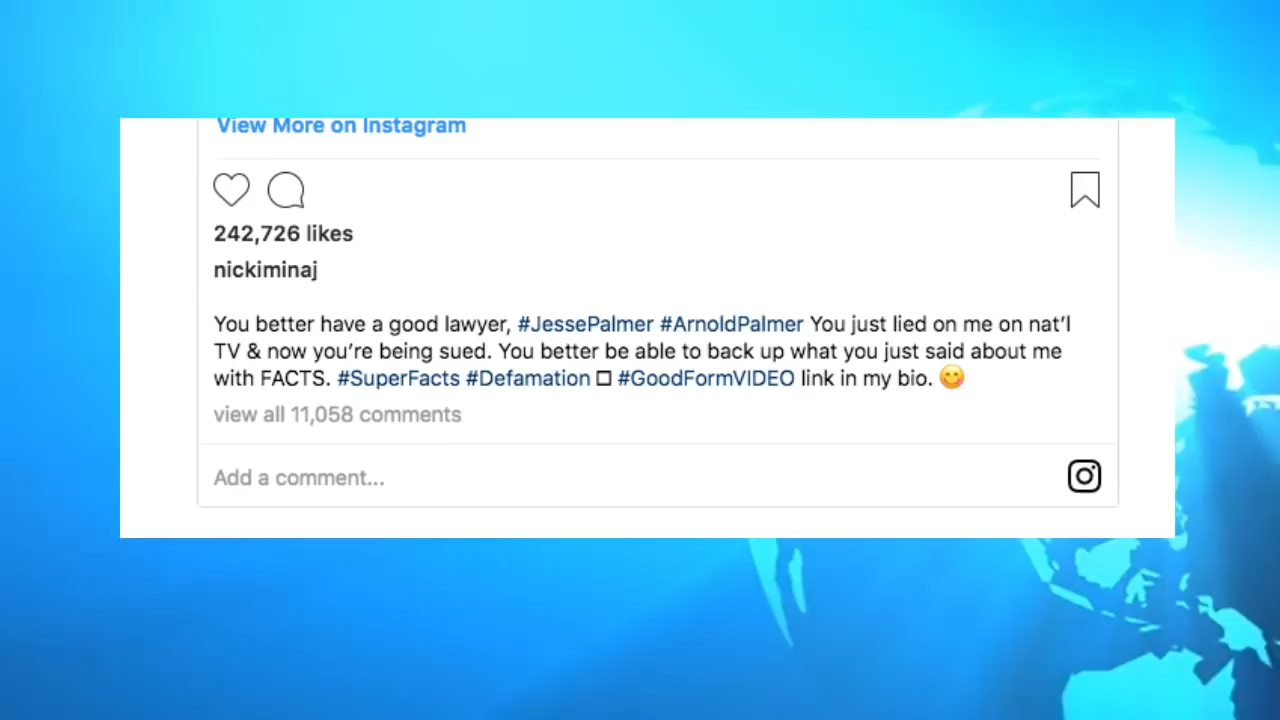 View More on Instagram
242,726 likes
nickiminaj
You better have a good lawyer, #JessePalmer #ArnoldPalmer You just lied on me on nat’l
TV & now you’re being sued. You better be able to back up what you just said about me
with FACTS. #SuperFacts #Defamation □ #GoodFormVIDEO link in my bio. 😋
view all 11,058 comments
Add a comment...